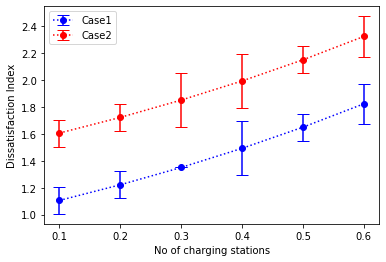 Case1
Case2
Dissatisfaction Index
2.4
2.2
2.0
1.8
1.6
1.4
1.2
1.0
0.1 0.2 0.3 0.4 0.5 0.6
No of charging stations